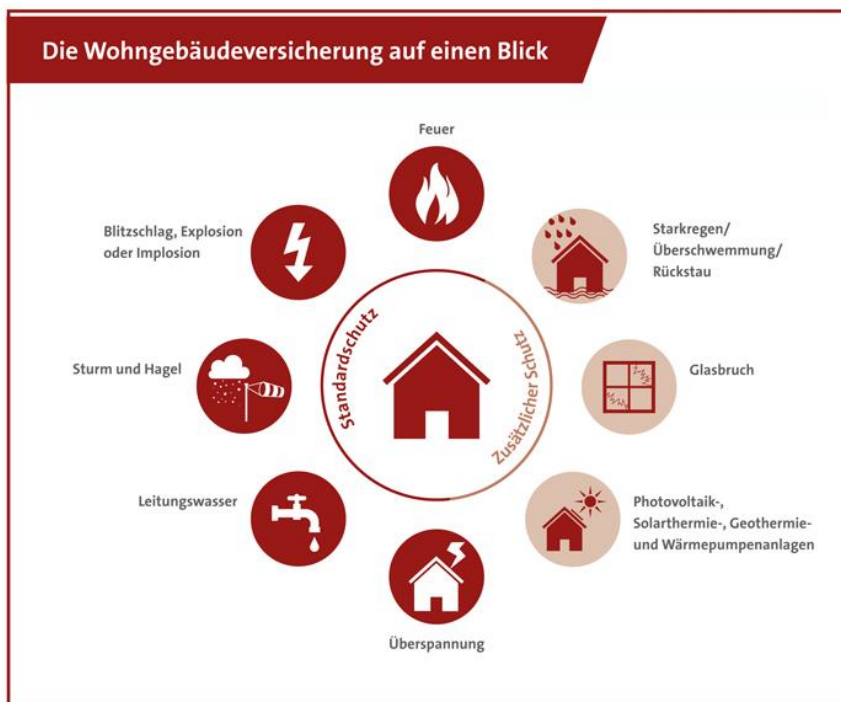 Die Wohngebäudeversicherung auf einen Blick
Feuer
Blitzschlag, Explosion
oder Implosion
Starkregen/
Überschwemmung/
Rückstau
Standardschutz
Zusätzlicher Schutz
Sturm und Hagel
Glasbruch
Leitungswasser
Photovoltaik-,
Solarthermie-, Geothermie-
und Wärmepumpenanlagen
Überspannung